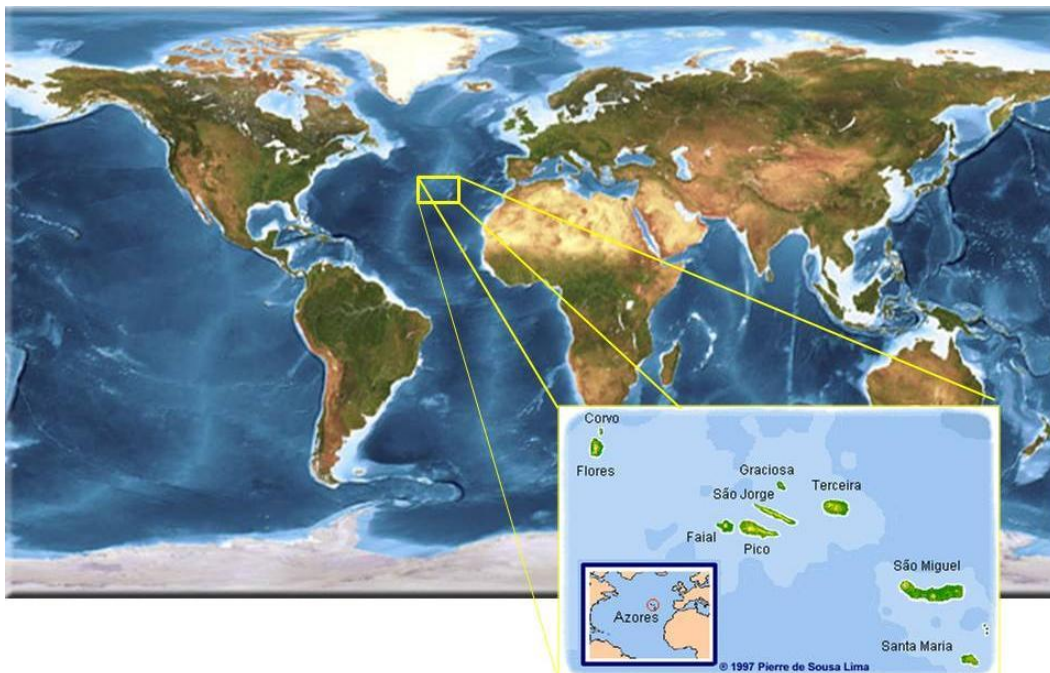 Corvo
Flores
Graciosa
São Jorge
Terceira
Faial
Pico
São Miguel
Azores
Santa Maria
© 1997 Pierre de Sousa Lima